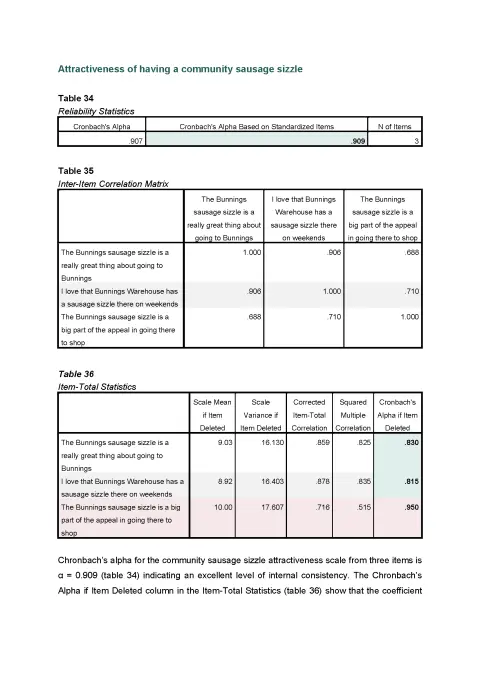 Attractiveness of having a community sausage sizzle
Table 34
Reliability Statistics
Cronbach's Alpha Cronbach's Alpha Based on Standardized Items N of Items
.907 .909 3
Table 35
Inter-Item Correlation Matrix
The Bunnings I love that Bunnings The Bunnings
sausage sizzle is a Warehouse has a sausage sizzle is a
really great thing about sausage sizzle there big part of the appeal
going to Bunnings on weekends in going there to shop
The Bunnings sausage sizzle is a 1.000 .906 .688
really great thing about going to
Bunnings
I love that Bunnings Warehouse has .906 1.000 .710
a sausage sizzle there on weekends
The Bunnings sausage sizzle is a .688 .710 1.000
big part of the appeal in going there
to shop
Table 36
Item-Total Statistics
Scale Mean Scale Corrected Squared Cronbach's
if Item Variance if Item-Total Multiple Alpha if Item
Deleted Item Deleted Correlation Correlation Deleted
The Bunnings sausage sizzle is a 9.03 16.130 .859 .825 .830
really great thing about going to
Bunnings
I love that Bunnings Warehouse has a 8.92 16.403 .878 .835 .815
sausage sizzle there on weekends
The Bunnings sausage sizzle is a big 10.00 17.607 .716 .515 .950
part of the appeal in going there to
shop
Chronbach's alpha for the community sausage sizzle attractiveness scale from three items is
α = 0.909 (table 34) indicating an excellent level of internal consistency. The Chronbach's
Alpha if Item Deleted column in the Item-Total Statistics (table 36) show that the coefficient